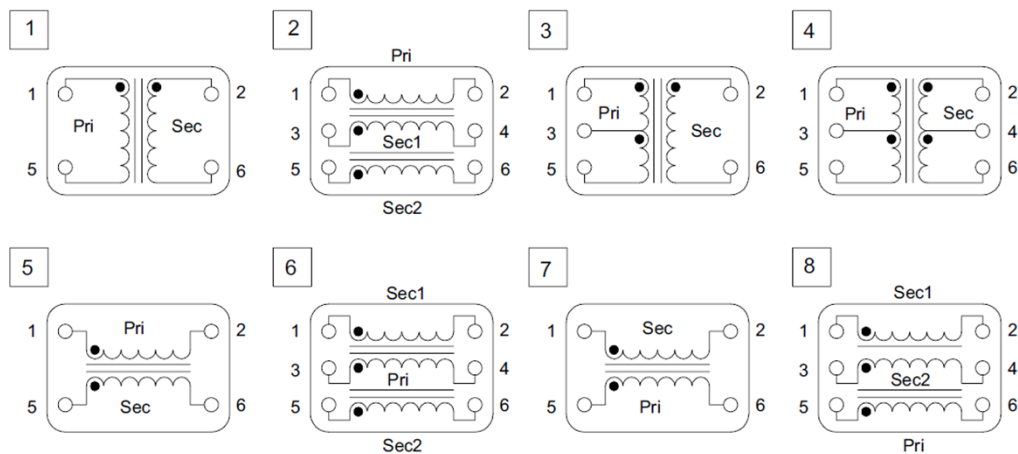 1 2 3 4
Pri
1 2 1 2 1 2 1 2
Pri Sec 3 4 Pri 3 Sec Pri 3 Sec 4
Sec1
5 6 5 6 5 6 5 6
Sec2
5 6 7 8
Sec1 Sec1
1 Pri 2 1 2 1 Sec 2 1 2
3 4 3 4
Pri Sec2
5 Sec 6 5 6 5 Pri 6 5 6
Sec2 Pri